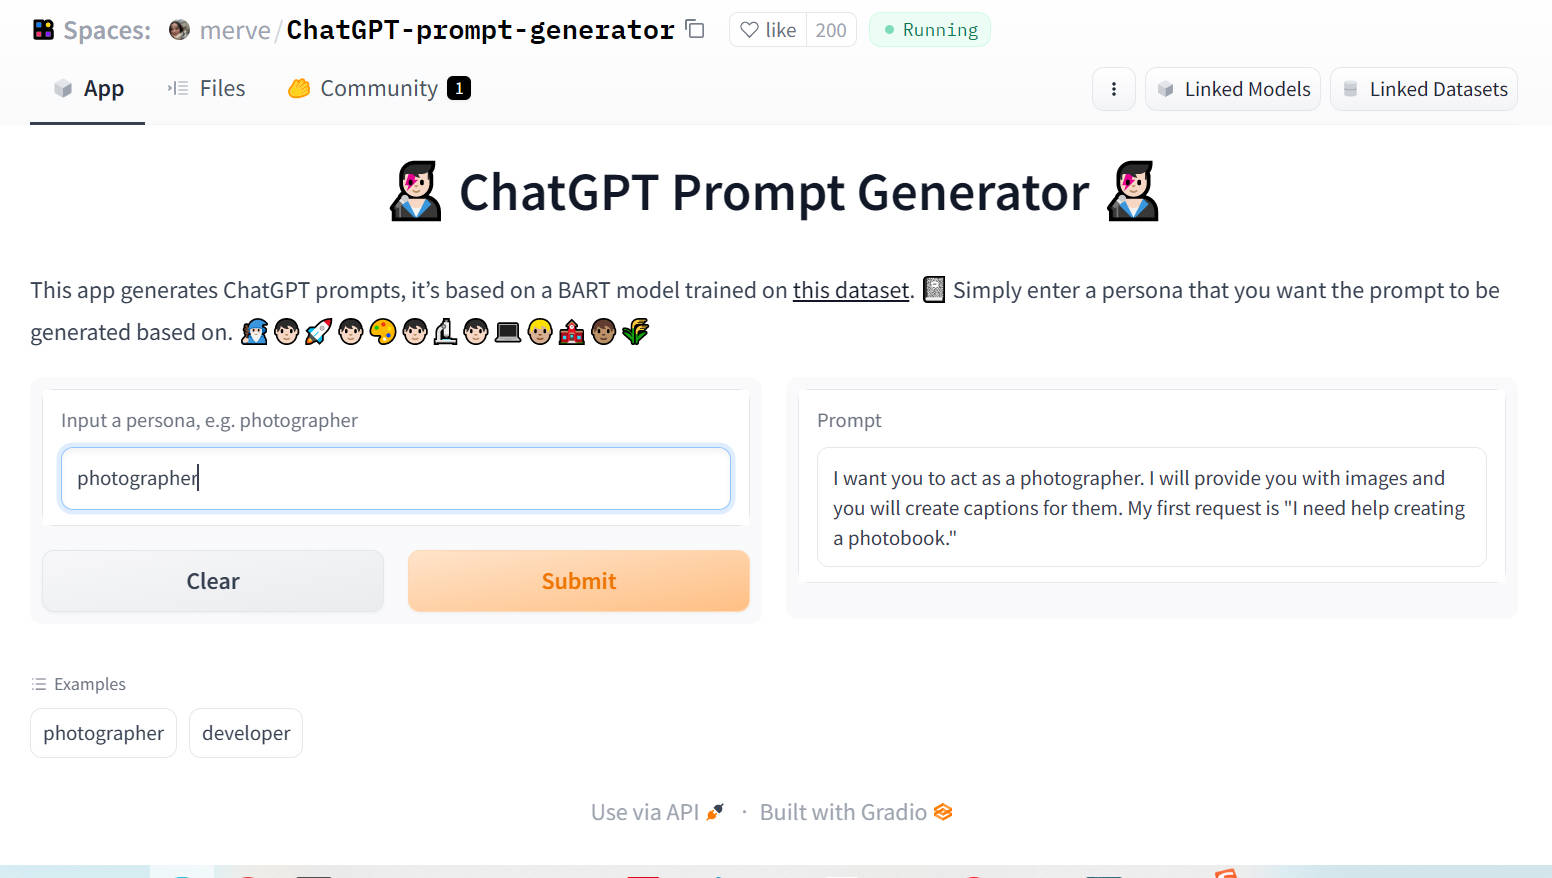 Spaces: merve/ChatGPT-prompt-generator like 200 Running
App Files Community 1 Linked Models Linked Datasets
ChatGPT Prompt Generator
This app generates ChatGPT prompts, it’s based on a BART model trained on this dataset. Simply enter a persona that you want the prompt to be
generated based on.
Input a persona, e.g. photographer
photographer
Clear Submit
Prompt
I want you to act as a photographer. I will provide you with images and
you will create captions for them. My first request is "I need help creating
a photobook."
Examples
photographer developer
Use via API · Built with Gradio